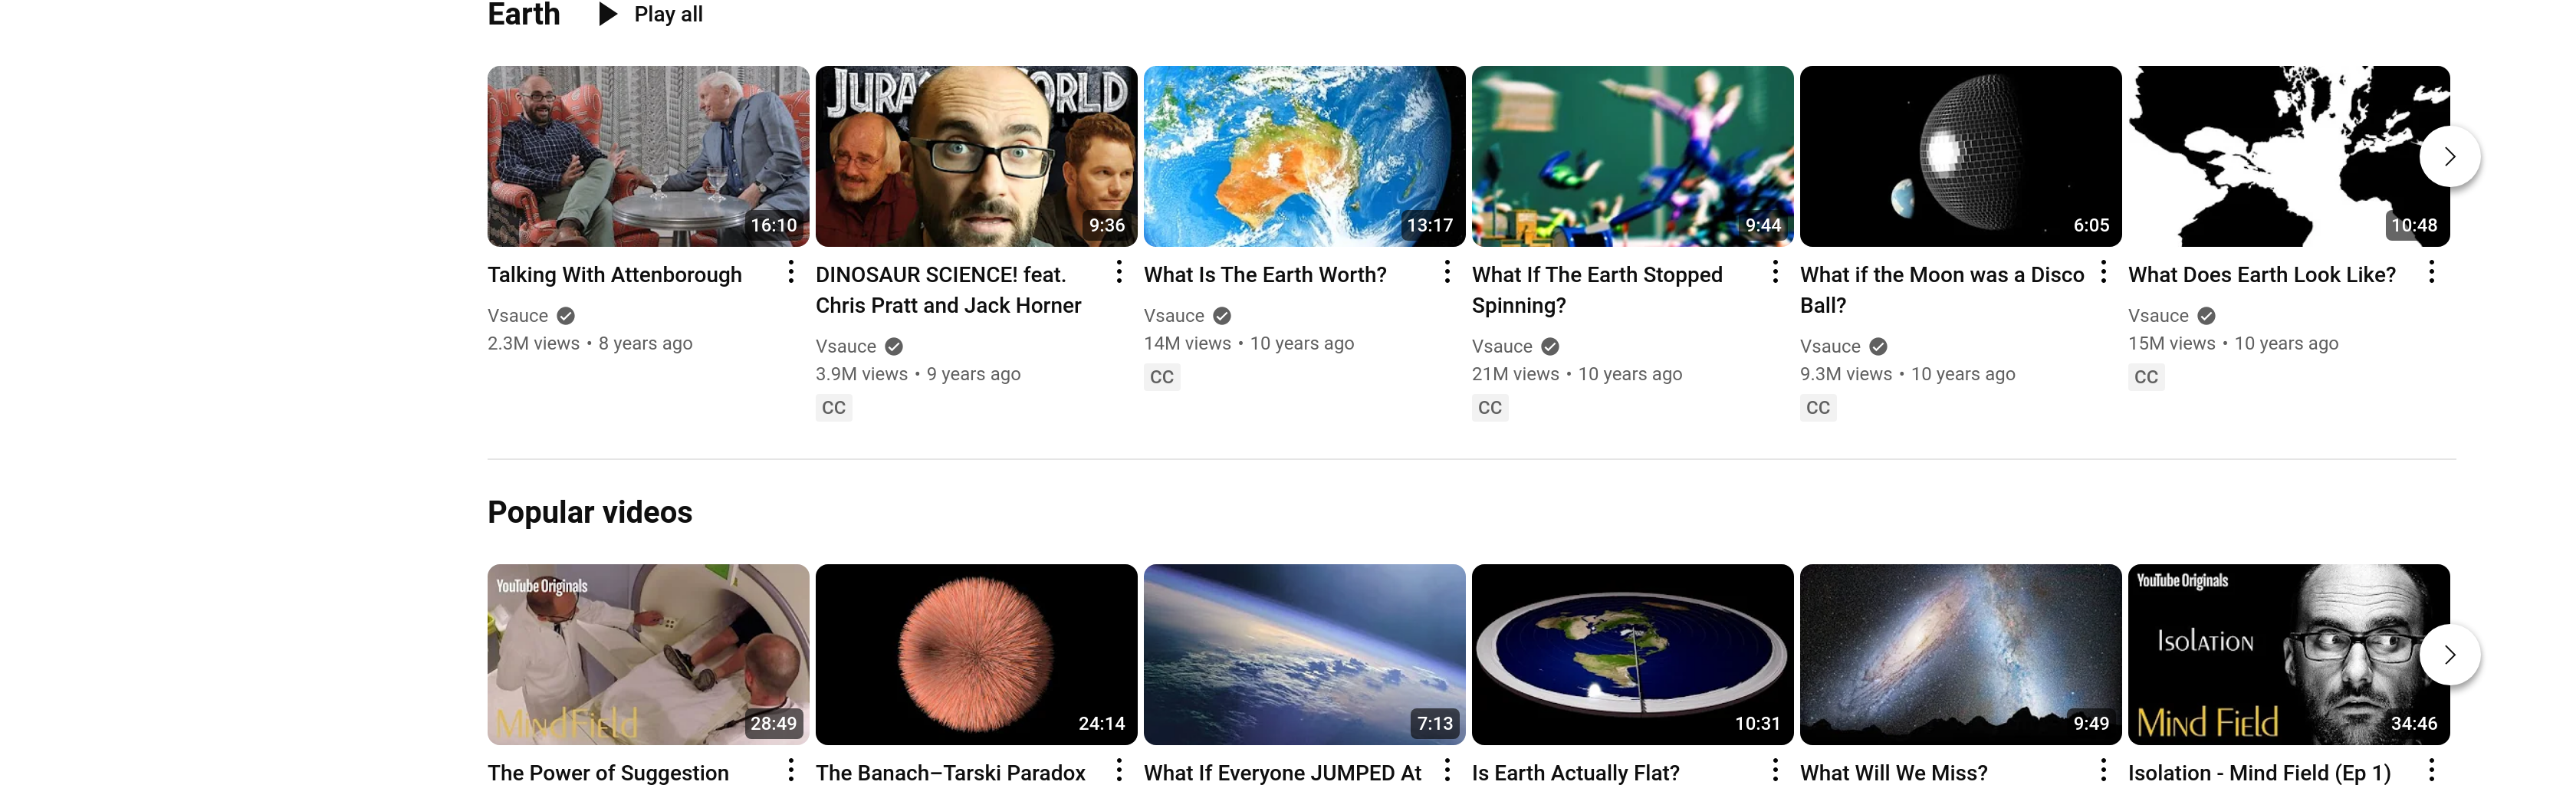 Earth Play all
JURA WORLD
16:10
9:36
13:17
9:44
6:05
10:48
Talking With Attenborough
Vsauce
2.3M views • 8 years ago
DINOSAUR SCIENCE! feat.
Chris Pratt and Jack Horner
Vsauce
3.9M views • 9 years ago
CC
What Is The Earth Worth?
Vsauce
14M views • 10 years ago
CC
What If The Earth Stopped
Spinning?
Vsauce
21M views • 10 years ago
CC
What if the Moon was a Disco
Ball?
Vsauce
9.3M views • 10 years ago
CC
What Does Earth Look Like?
Vsauce
15M views • 10 years ago
CC
Popular videos
YouTube Originals
MIND FIELD
28:49
24:14
7:13
10:31
9:49
YouTube Originals
ISOLATION
MIND FIELD
34:46
The Power of Suggestion
The Banach–Tarski Paradox
What If Everyone JUMPED At
Is Earth Actually Flat?
What Will We Miss?
Isolation - Mind Field (Ep 1)